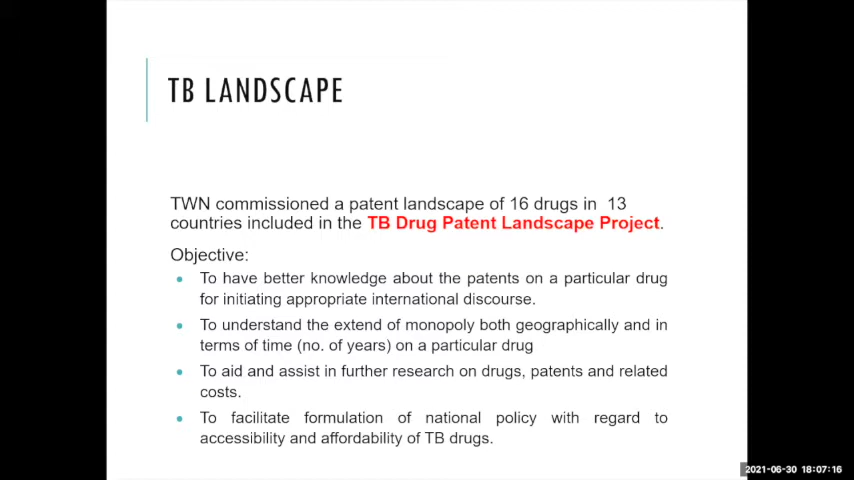 TB LANDSCAPE
TWN commissioned a patent landscape of 16 drugs in 13
countries included in the TB Drug Patent Landscape Project.
Objective:
• To have better knowledge about the patents on a particular drug
for initiating appropriate international discourse.
• To understand the extend of monopoly both geographically and in
terms of time (no. of years) on a particular drug
• To aid and assist in further research on drugs, patents and related
costs.
• To facilitate formulation of national policy with regard to
accessibility and affordability of TB drugs.
2021-06-30 18:07:16